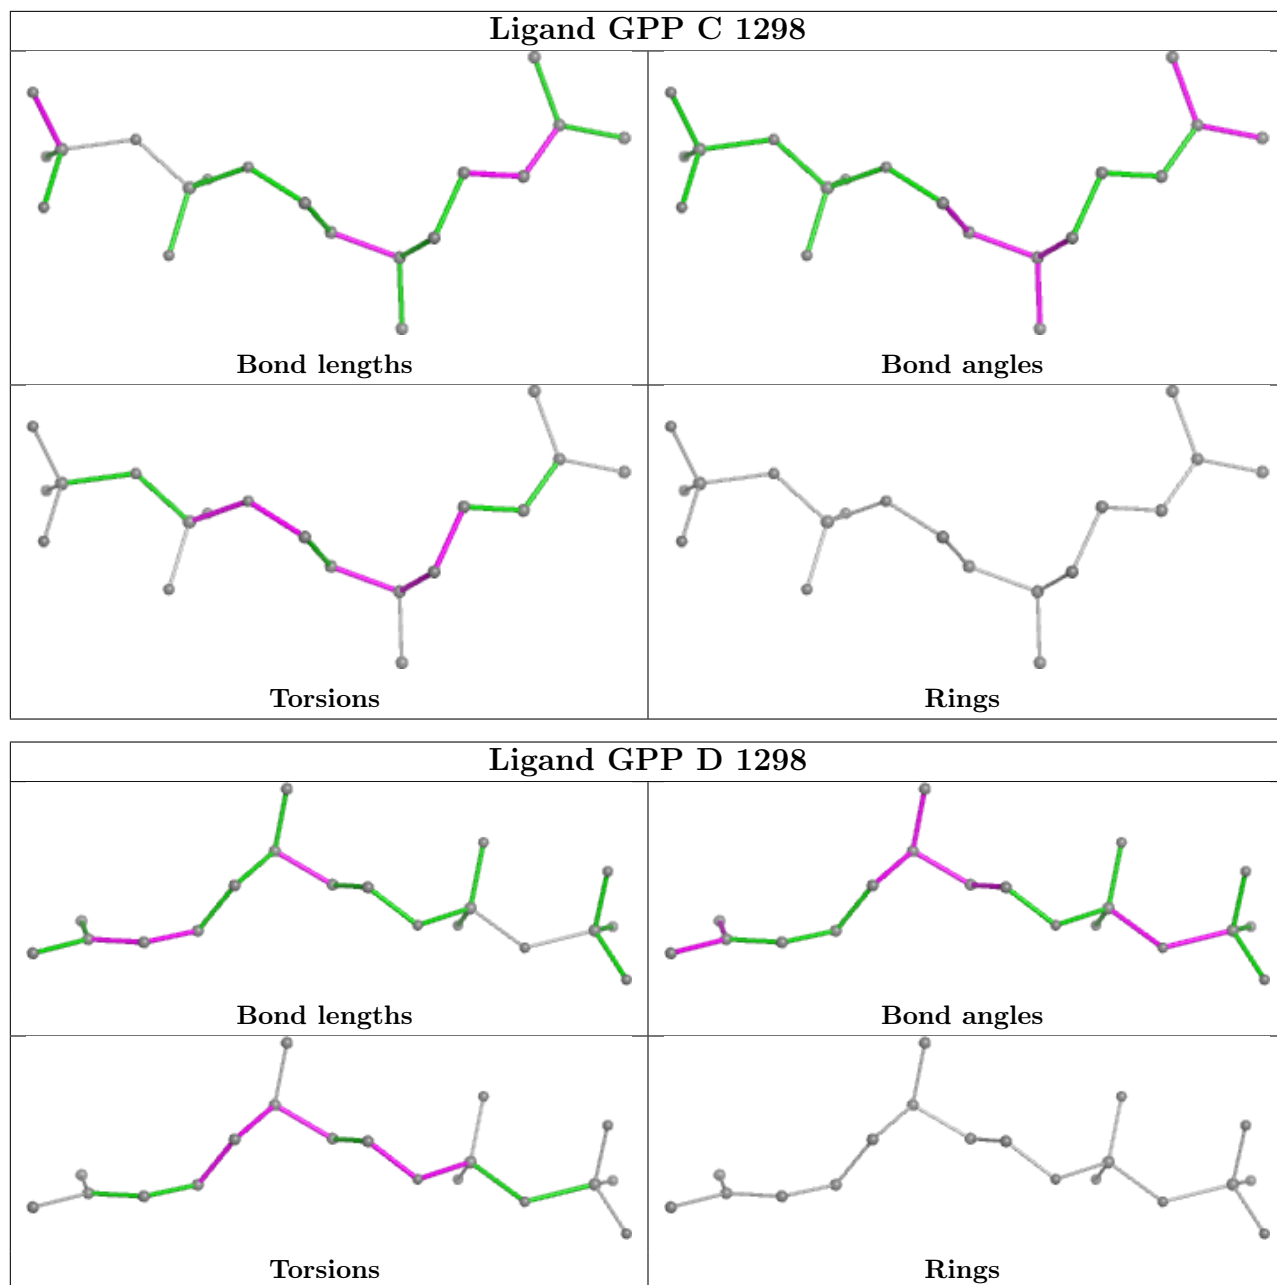 Ligand GPP C 1298
Bond lengths
Bond angles
Torsions
Rings
Ligand GPP D 1298
Bond lengths
Bond angles
Torsions
Rings